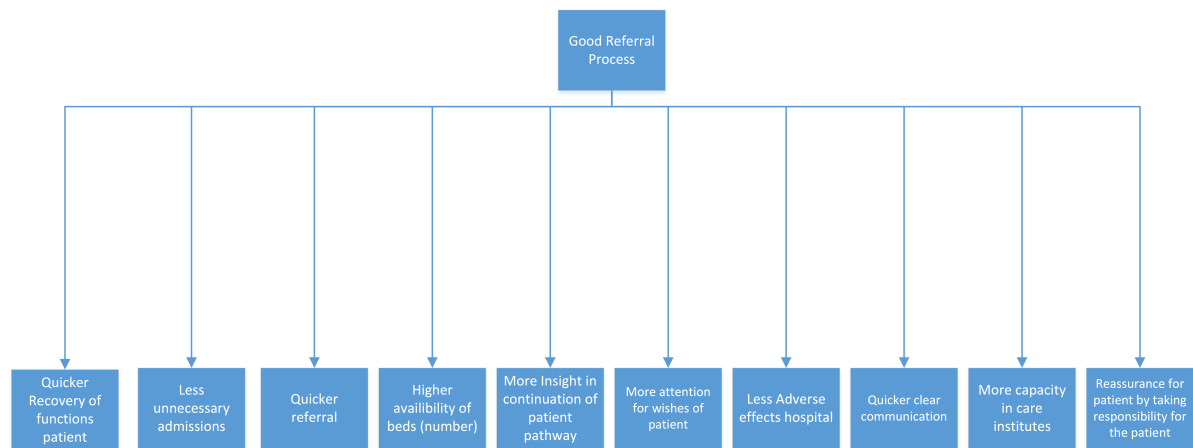 Good Referral
Process
Quicker
Recovery of
functions
patient
Less
unnecessary
admissions
Quicker
referral
Higher
availibility of
beds (number)
More Insight in
continuation of
patient
pathway
More attention
for wishes of
patient
Less Adverse
effects hospital
Quicker clear
communication
More capacity
in care
institutes
Reassurance for
patient by taking
responsibility for
the patient